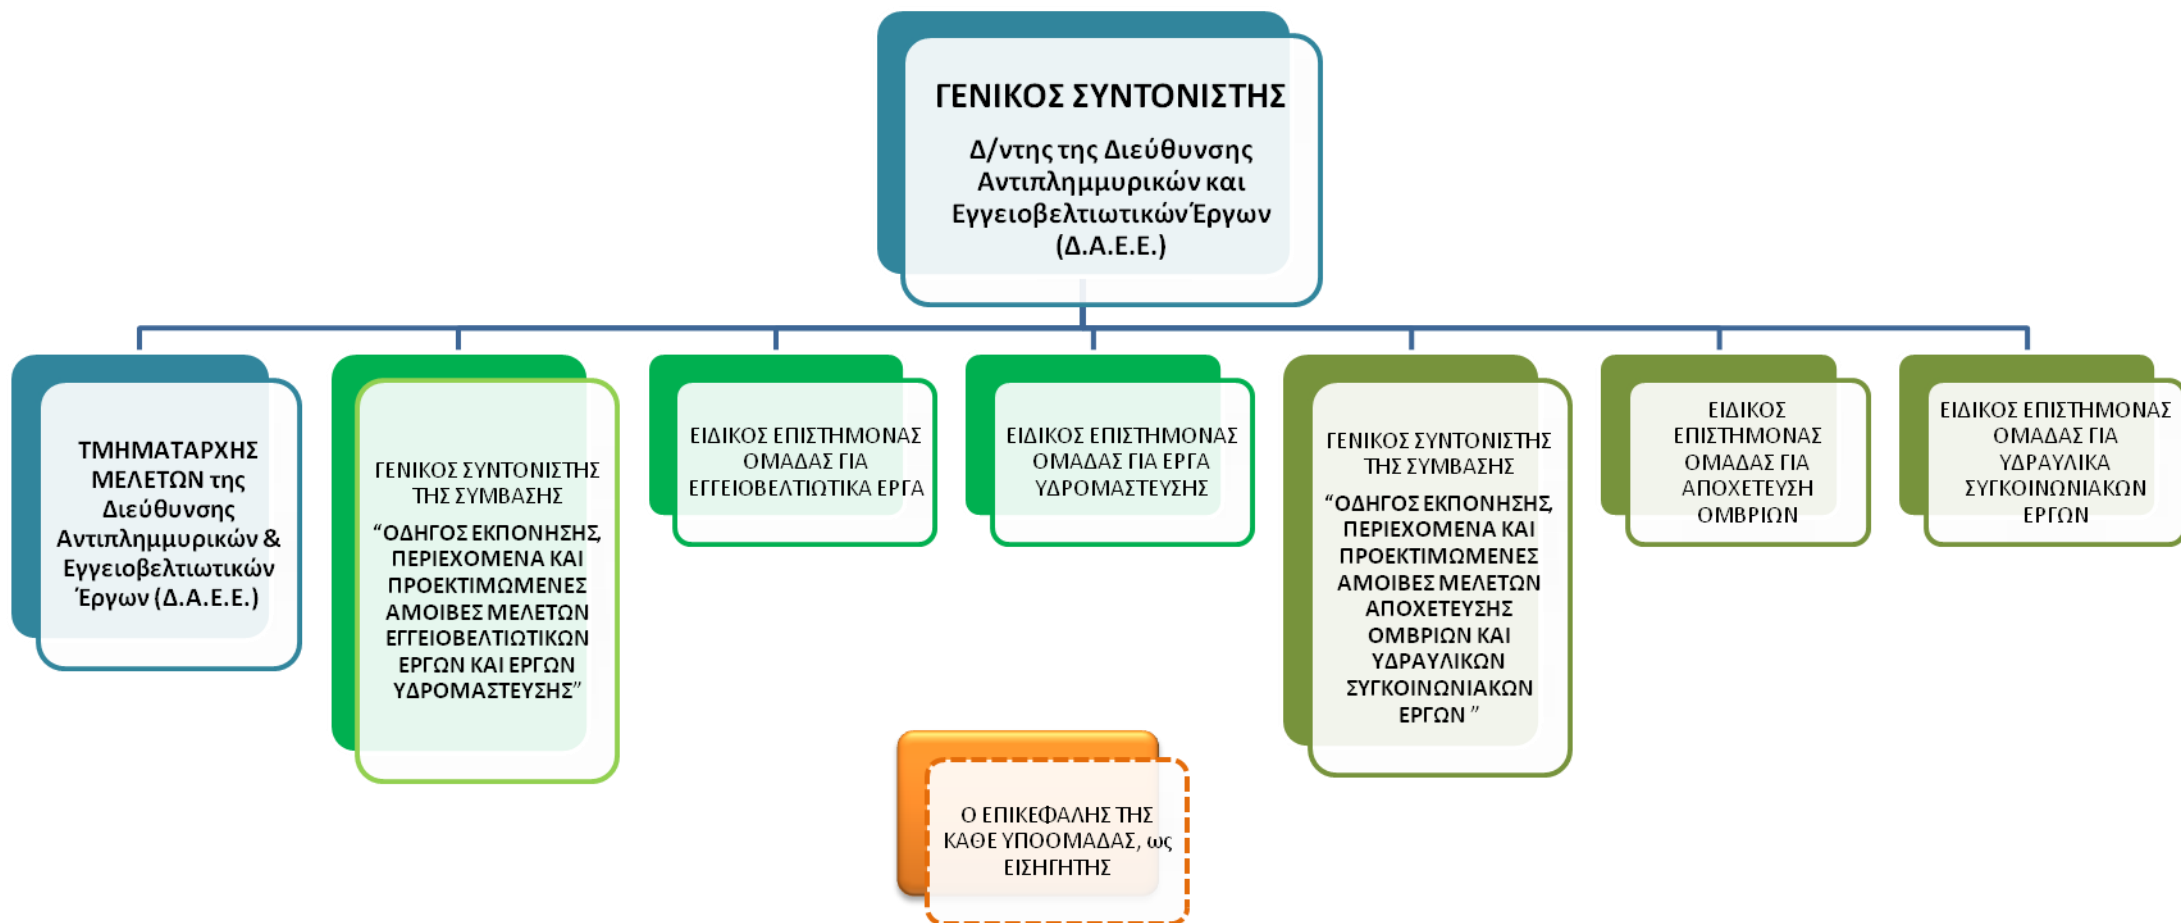 ΓΕΝΙΚΟΣ ΣΥΝΤΟΝΙΣΤΗΣ
Δ/ντης της Διεύθυνσης
Αντιπλημμυρικών και
Εγγειοβελτιωτικών Έργων
(Δ.Α.Ε.Ε.)
ΤΜΗΜΑΤΑΡΧΗΣ
ΜΕΛΕΤΩΝ της
Διεύθυνσης
Αντιπλημμυρικών &
Εγγειοβελτιωτικών
Έργων (Δ.Α.Ε.Ε.)
ΓΕΝΙΚΟΣ ΣΥΝΤΟΝΙΣΤΗΣ
ΤΗΣ ΣΥΜΒΑΣΗΣ
“ΟΔΗΓΟΣ ΕΚΠΟΝΗΣΗΣ,
ΠΕΡΙΕΧΟΜΕΝΑ ΚΑΙ
ΠΡΟΕΚΤΙΜΩΜΕΝΕΣ
ΑΜΟΙΒΕΣ ΜΕΛΕΤΩΝ
ΕΓΓΕΙΟΒΕΛΤΙΩΤΙΚΩΝ
ΕΡΓΩΝ ΚΑΙ ΕΡΓΩΝ
ΥΔΡΟΜΑΣΤΕΥΣΗΣ”
ΕΙΔΙΚΟΣ ΕΠΙΣΤΗΜΟΝΑΣ
ΟΜΑΔΑΣ ΓΙΑ
ΕΓΓΕΙΟΒΕΛΤΙΩΤΙΚΑ ΕΡΓΑ
ΕΙΔΙΚΟΣ ΕΠΙΣΤΗΜΟΝΑΣ
ΟΜΑΔΑΣ ΓΙΑ ΕΡΓΑ
ΥΔΡΟΜΑΣΤΕΥΣΗΣ
ΓΕΝΙΚΟΣ ΣΥΝΤΟΝΙΣΤΗΣ
ΤΗΣ ΣΥΜΒΑΣΗΣ
“ΟΔΗΓΟΣ ΕΚΠΟΝΗΣΗΣ,
ΠΕΡΙΕΧΟΜΕΝΑ ΚΑΙ
ΠΡΟΕΚΤΙΜΩΜΕΝΕΣ
ΑΜΟΙΒΕΣ ΜΕΛΕΤΩΝ
ΑΠΟΧΕΤΕΥΣΗΣ
ΟΜΒΡΙΩΝ ΚΑΙ
ΥΔΡΑΥΛΙΚΩΝ
ΣΥΓΚΟΙΝΩΝΙΑΚΩΝ
ΕΡΓΩΝ ”
ΕΙΔΙΚΟΣ
ΕΠΙΣΤΗΜΟΝΑΣ
ΟΜΑΔΑΣ ΓΙΑ
ΑΠΟΧΕΤΕΥΣΗ
ΟΜΒΡΙΩΝ
ΕΙΔΙΚΟΣ ΕΠΙΣΤΗΜΟΝΑΣ
ΟΜΑΔΑΣ ΓΙΑ
ΥΔΡΑΥΛΙΚΑ
ΣΥΓΚΟΙΝΩΝΙΑΚΩΝ
ΕΡΓΩΝ
Ο ΕΠΙΚΕΦΑΛΗΣ ΤΗΣ
ΚΑΘΕ ΥΠΟΟΜΑΔΑΣ, ως
ΕΙΣΗΓΗΤΗΣ